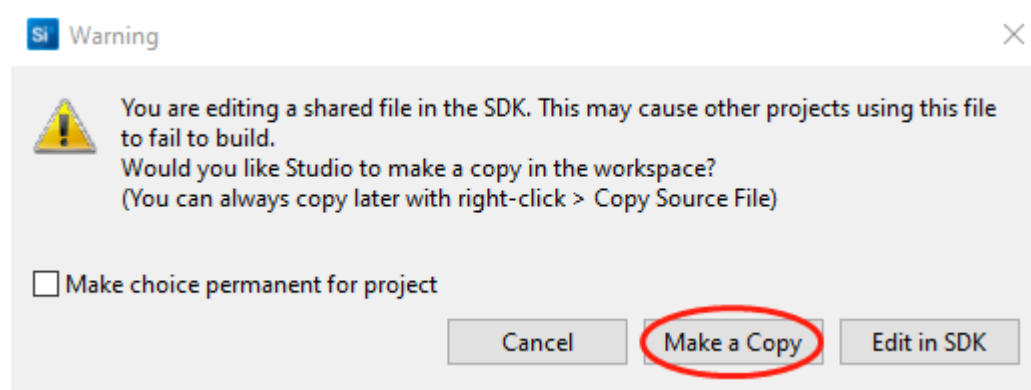 Si Warning
You are editing a shared file in the SDK. This may cause other projects using this file
to fail to build.
Would you like Studio to make a copy in the workspace?
(You can always copy later with right-click > Copy Source File)
Make choice permanent for project
Cancel Make a Copy Edit in SDK